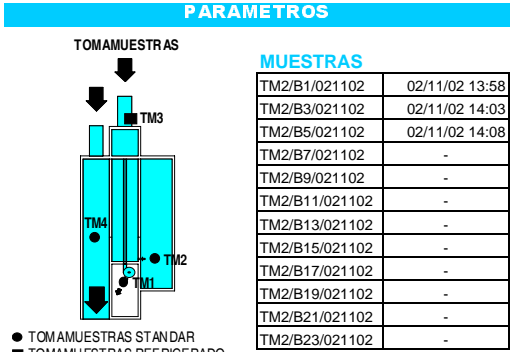 PARAMETROS
TOMAMUESTRAS
TM3
TM4
TM2
TM1
TOMAMUESTRAS STANDAR
TOMAMUESTRAS REFRIGERADO
MUESTRAS
TM2/B1/021102 02/11/02 13:58
TM2/B3/021102 02/11/02 14:03
TM2/B5/021102 02/11/02 14:08
TM2/B7/021102 -
TM2/B9/021102 -
TM2/B11/021102 -
TM2/B13/021102 -
TM2/B15/021102 -
TM2/B17/021102 -
TM2/B19/021102 -
TM2/B21/021102 -
TM2/B23/021102 -